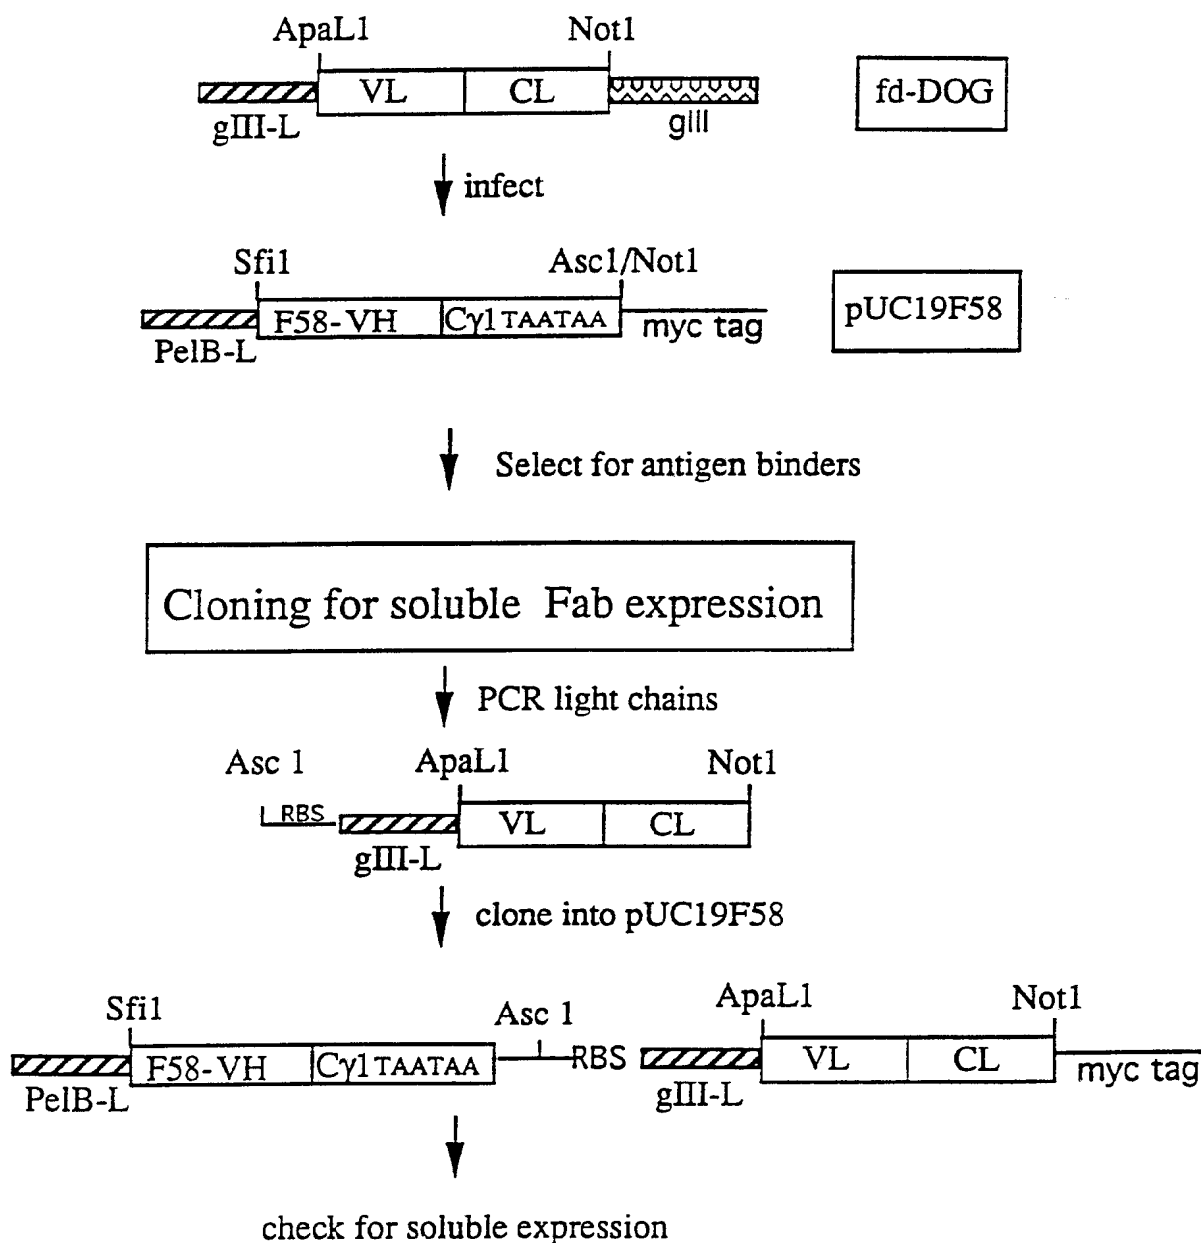 ApaL1 Not1
VL CL
gIII-L gIII
fd-DOG
infect
Sfi1 Asc1/Not1
F58-VH Cγ1 TAATAA myc tag
PelB-L
pUC19F58
Select for antigen binders
Cloning for soluble Fab expression
PCR light chains
Asc 1 ApaL1 Not1
RBS VL CL
gIII-L
clone into pUC19F58
Sfi1 Asc 1 ApaL1 Not1
F58-VH Cγ1 TAATAA RBS VL CL myc tag
PelB-L gIII-L
check for soluble expression